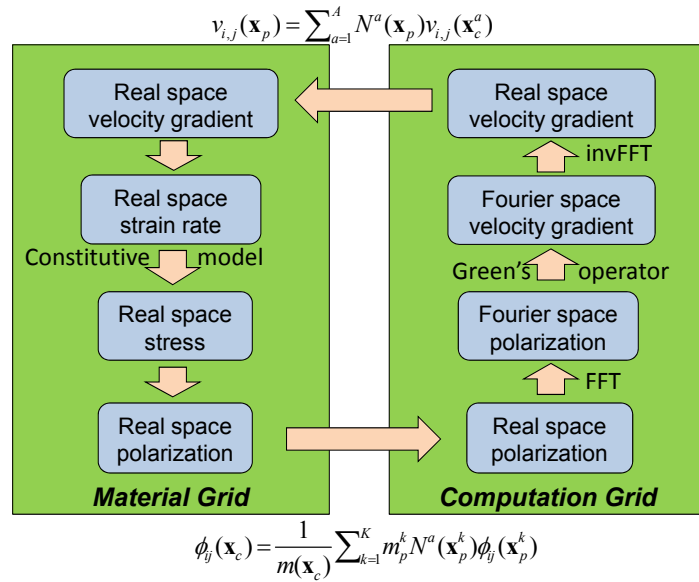 v_{i,j}(𝐱_p) = ∑_{a=1}^{A} N^a(𝐱_p) v_{i,j}(𝐱_c^a)
Real space
velocity gradient
Real space
strain rate
Constitutive model
Real space
stress
Real space
polarization
Material Grid
Real space
velocity gradient
invFFT
Fourier space
velocity gradient
Green's operator
Fourier space
polarization
FFT
Real space
polarization
Computation Grid
ϕ_{ij}(𝐱_c) = \frac{1}{m(𝐱_c)} ∑_{k=1}^{K} m_p^k N^a(𝐱_p^k) ϕ_{ij}(𝐱_p^k)